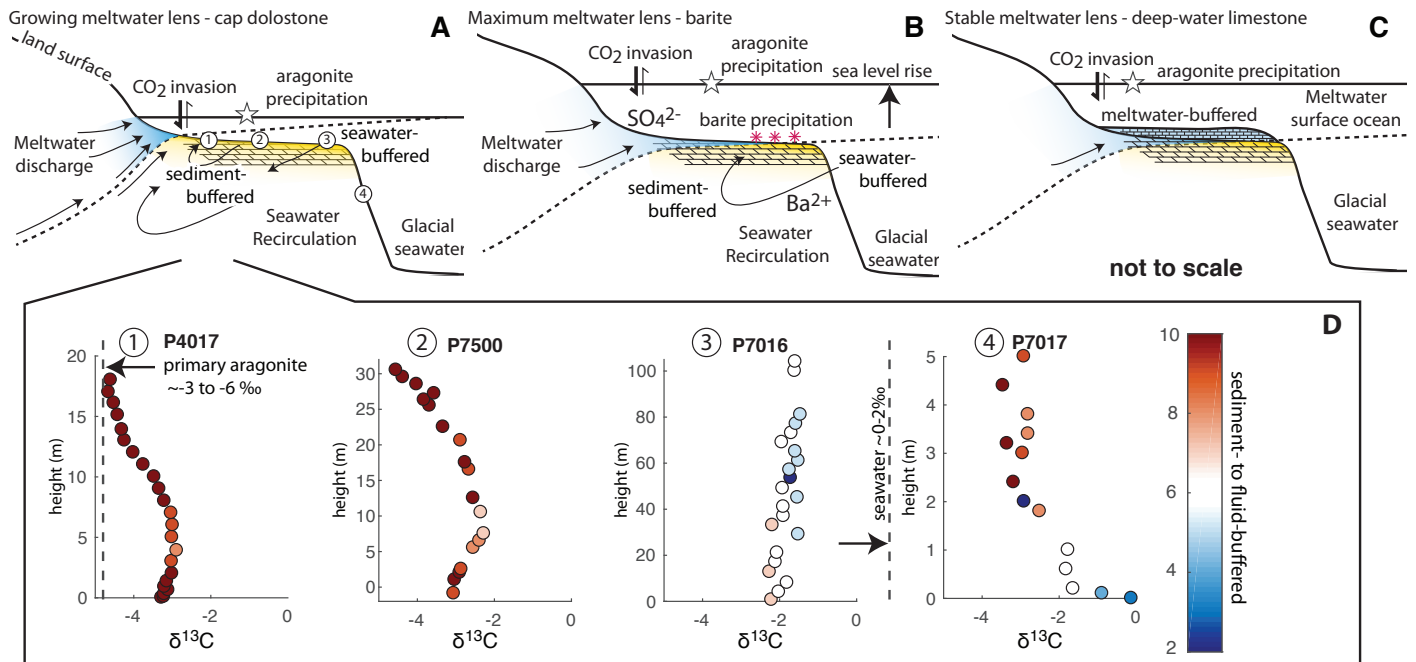 Growing meltwater lens - cap dolostone
A
land surface
CO2 invasion
aragonite
precipitation
Meltwater
discharge
1
2
3
seawater-
buffered
sediment-
buffered
4
Seawater
Recirculation
Glacial
seawater
Maximum meltwater lens - barite
B
CO2 invasion
aragonite
precipitation
sea level rise
SO4 2-
barite precipitation
Meltwater
discharge
seawater-
buffered
sediment-
buffered
Ba2+
Seawater
Recirculation
Glacial
seawater
Stable meltwater lens - deep-water limestone
C
CO2 invasion
aragonite precipitation
meltwater-buffered
Meltwater
surface ocean
Glacial
seawater
not to scale
D
1
P4017
primary aragonite
~-3 to -6 ‰
height (m)
20
15
10
5
0
-4
-2
0
δ13C
2
P7500
height (m)
30
25
20
15
10
5
0
-4
-2
0
δ13C
3
P7016
height (m)
100
80
60
40
20
0
-4
-2
0
δ13C
seawater ~0-2‰
4
P7017
height (m)
5
4
3
2
1
0
-4
-2
0
δ13C
10
8
6
4
2
sediment- to fluid-buffered